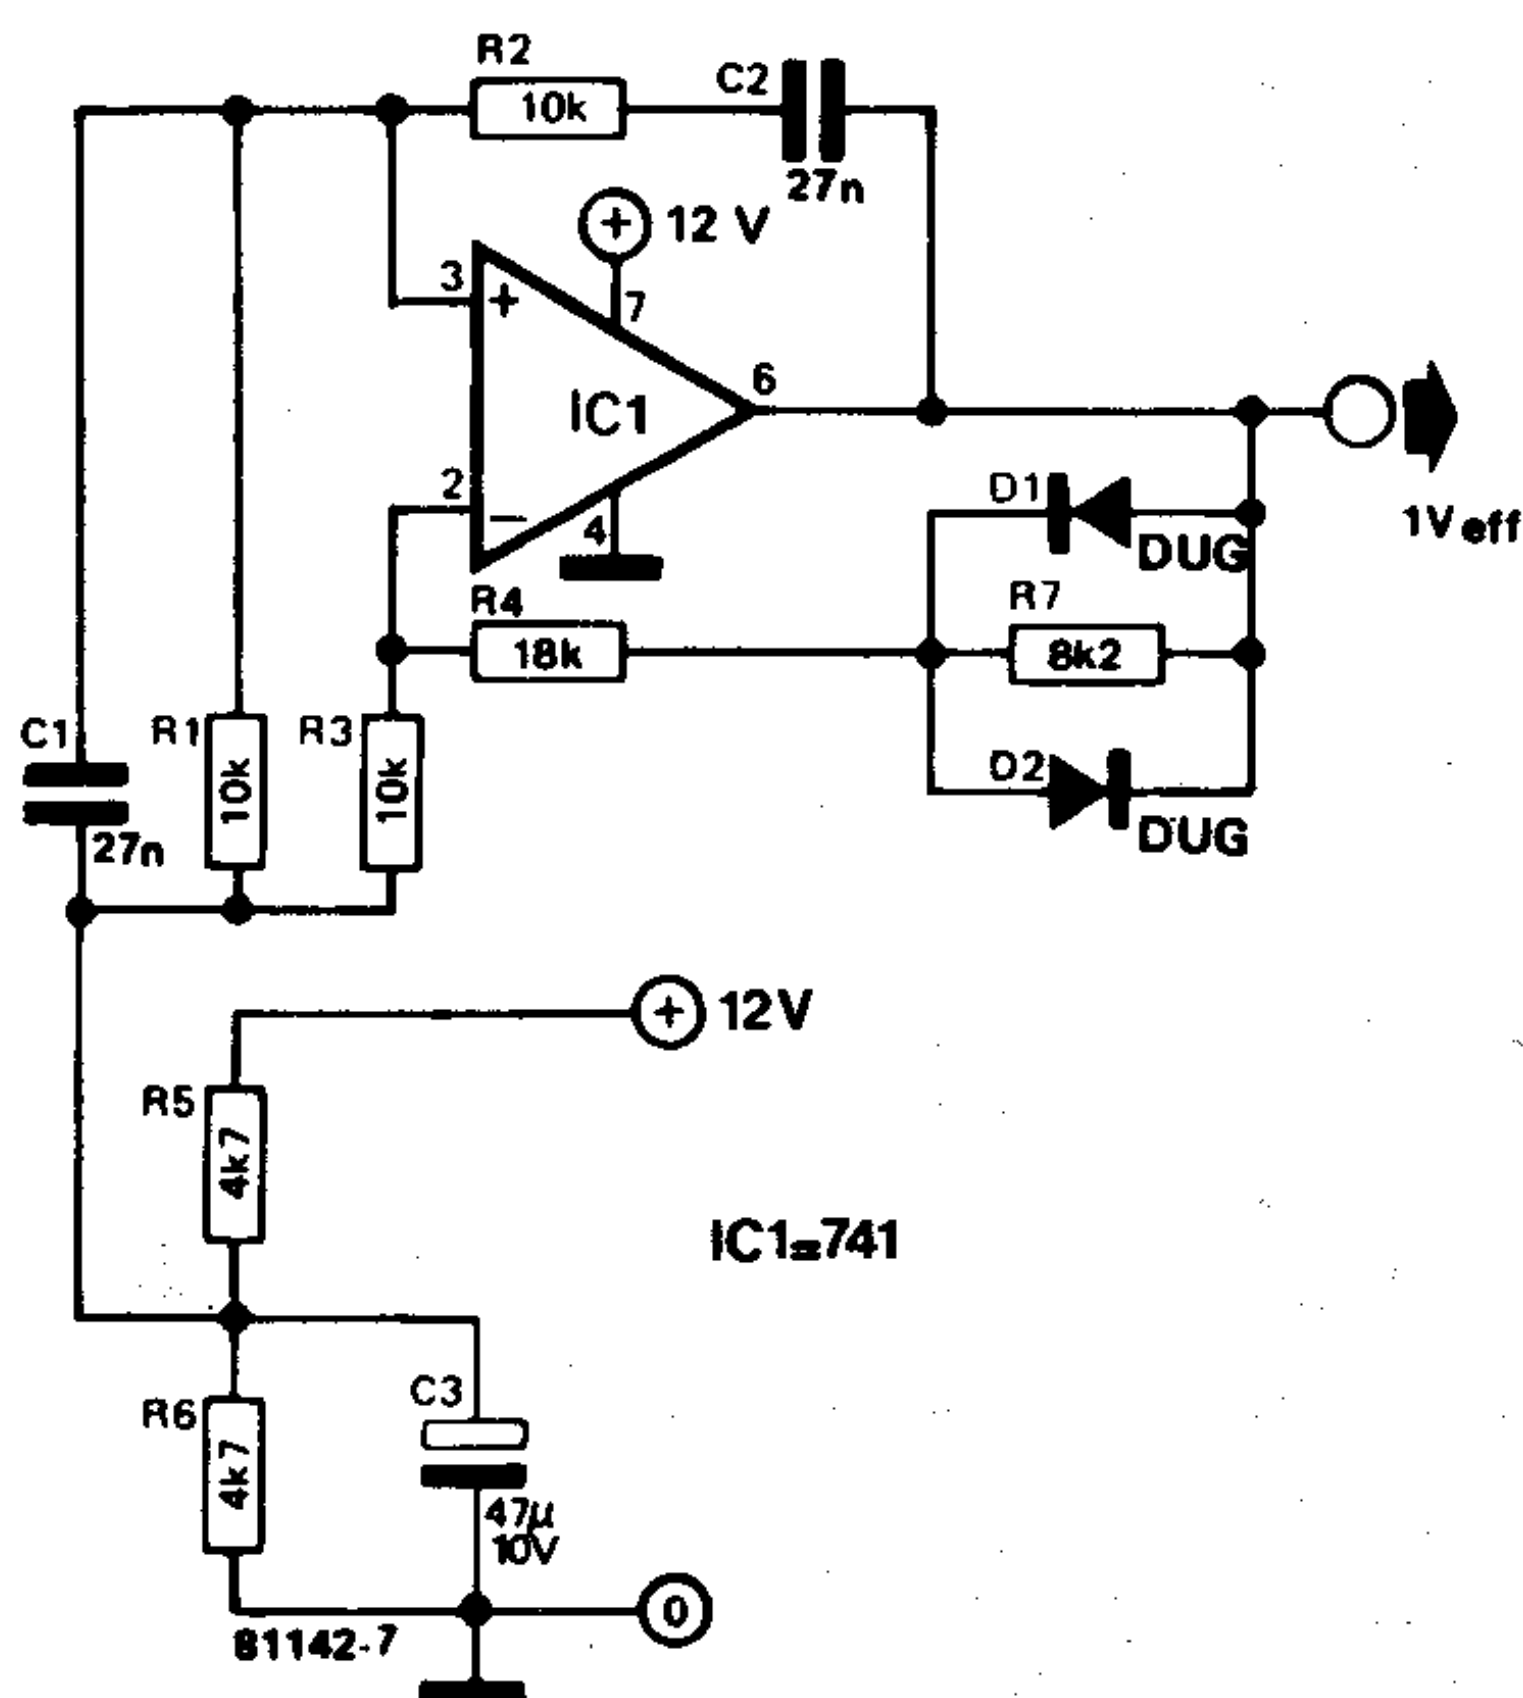 R2
10k
C2
27n
+ 12 V
3
+
7
6
IC1
2
−
4
D1
DUG
1Veff
R4
18k
R7
8k2
C1
27n
R1
10k
R3
10k
D2
DUG
+ 12V
R5
4k7
IC1=741
R6
4k7
C3
47µ
10V
0
81142-7